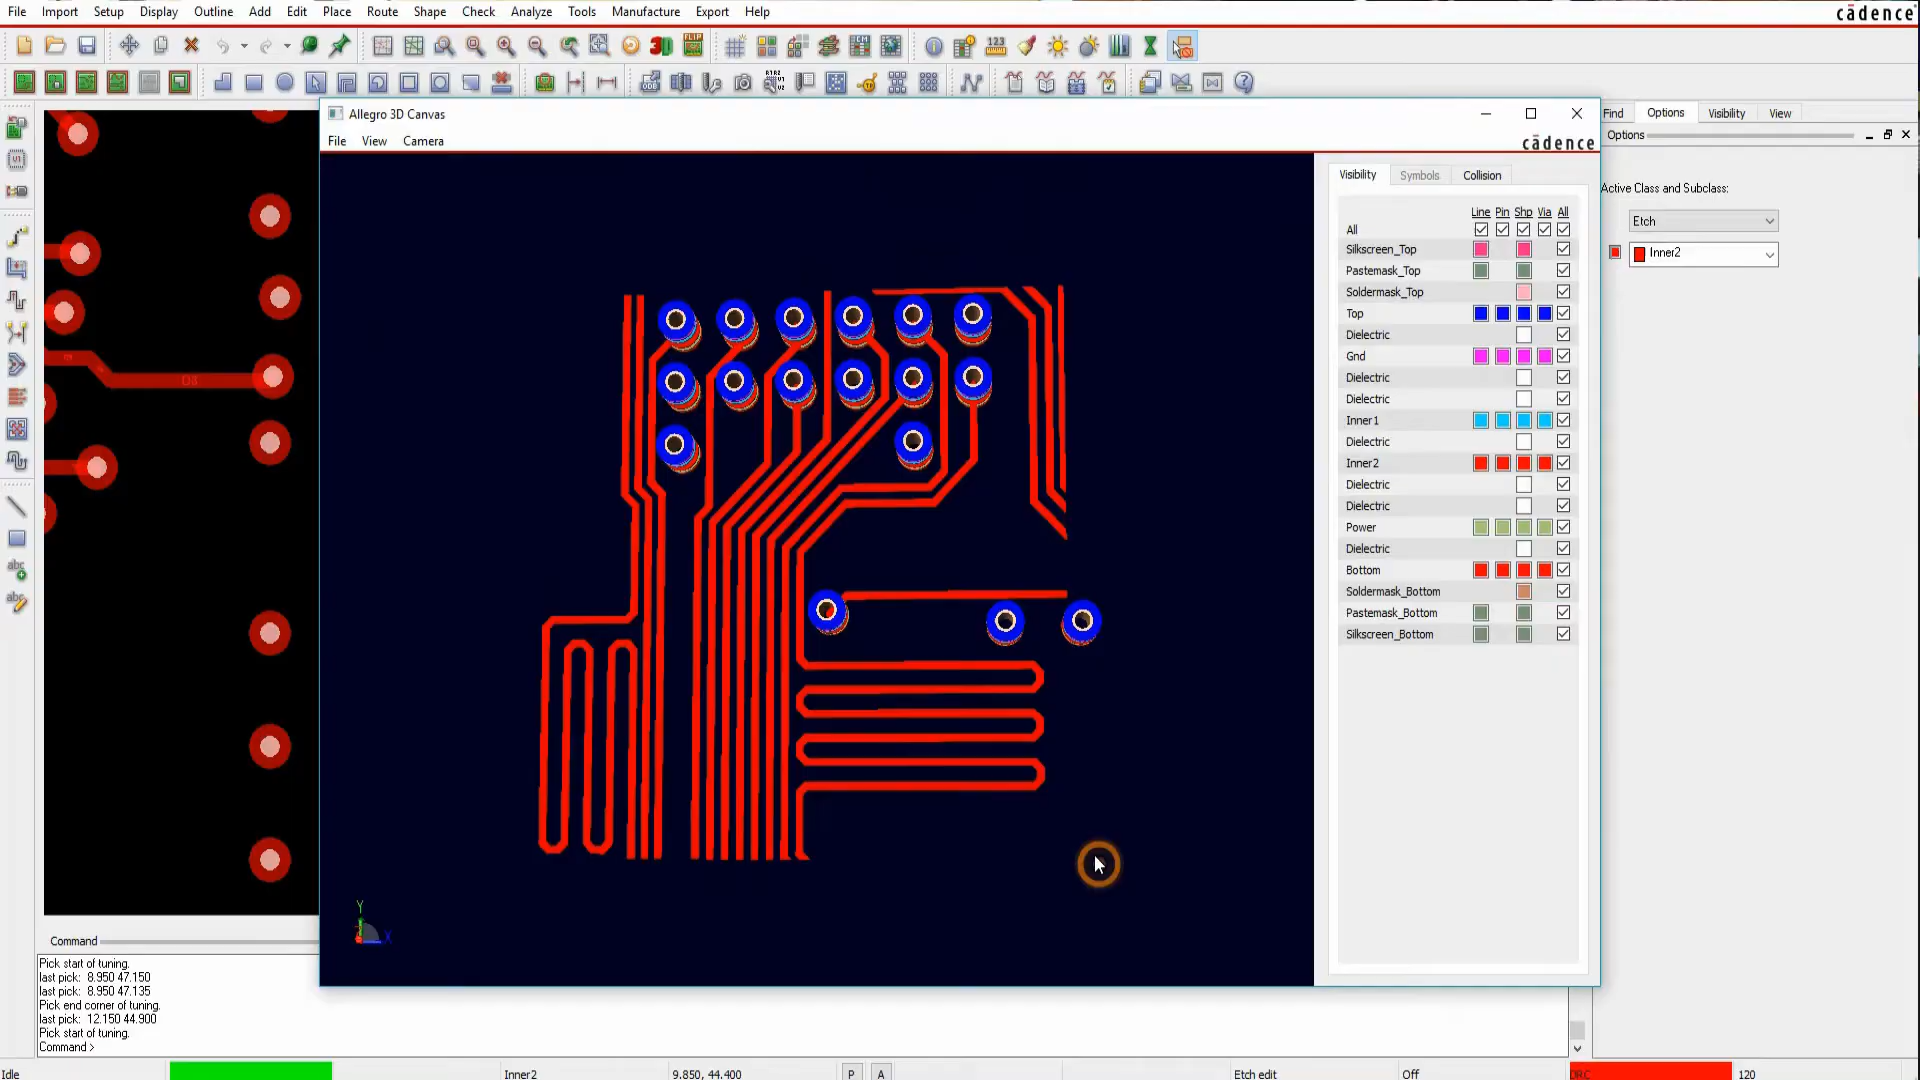 File Import Setup Display Outline Add Edit Place Route Shape Check Analyze Tools Manufacture Export Help
cādence
Allegro 3D Canvas
File View Camera
cādence
Visibility Symbols Collision
Line Pin Shp Via All
All
Silkscreen_Top
Pastemask_Top
Soldermask_Top
Top
Dielectric
Gnd
Dielectric
Dielectric
Inner1
Dielectric
Inner2
Dielectric
Dielectric
Power
Dielectric
Bottom
Soldermask_Bottom
Pastemask_Bottom
Silkscreen_Bottom
Find Options Visibility View
Options
Active Class and Subclass:
Etch
Inner2
Y
X
Command
Pick start of tuning.
last pick: 8.950 47.150
last pick: 8.950 47.135
Pick end corner of tuning.
last pick: 12.150 44.900
Pick start of tuning.
Command >
Idle Inner2 9.850, 44.400 P A Etch edit Off DRC 120